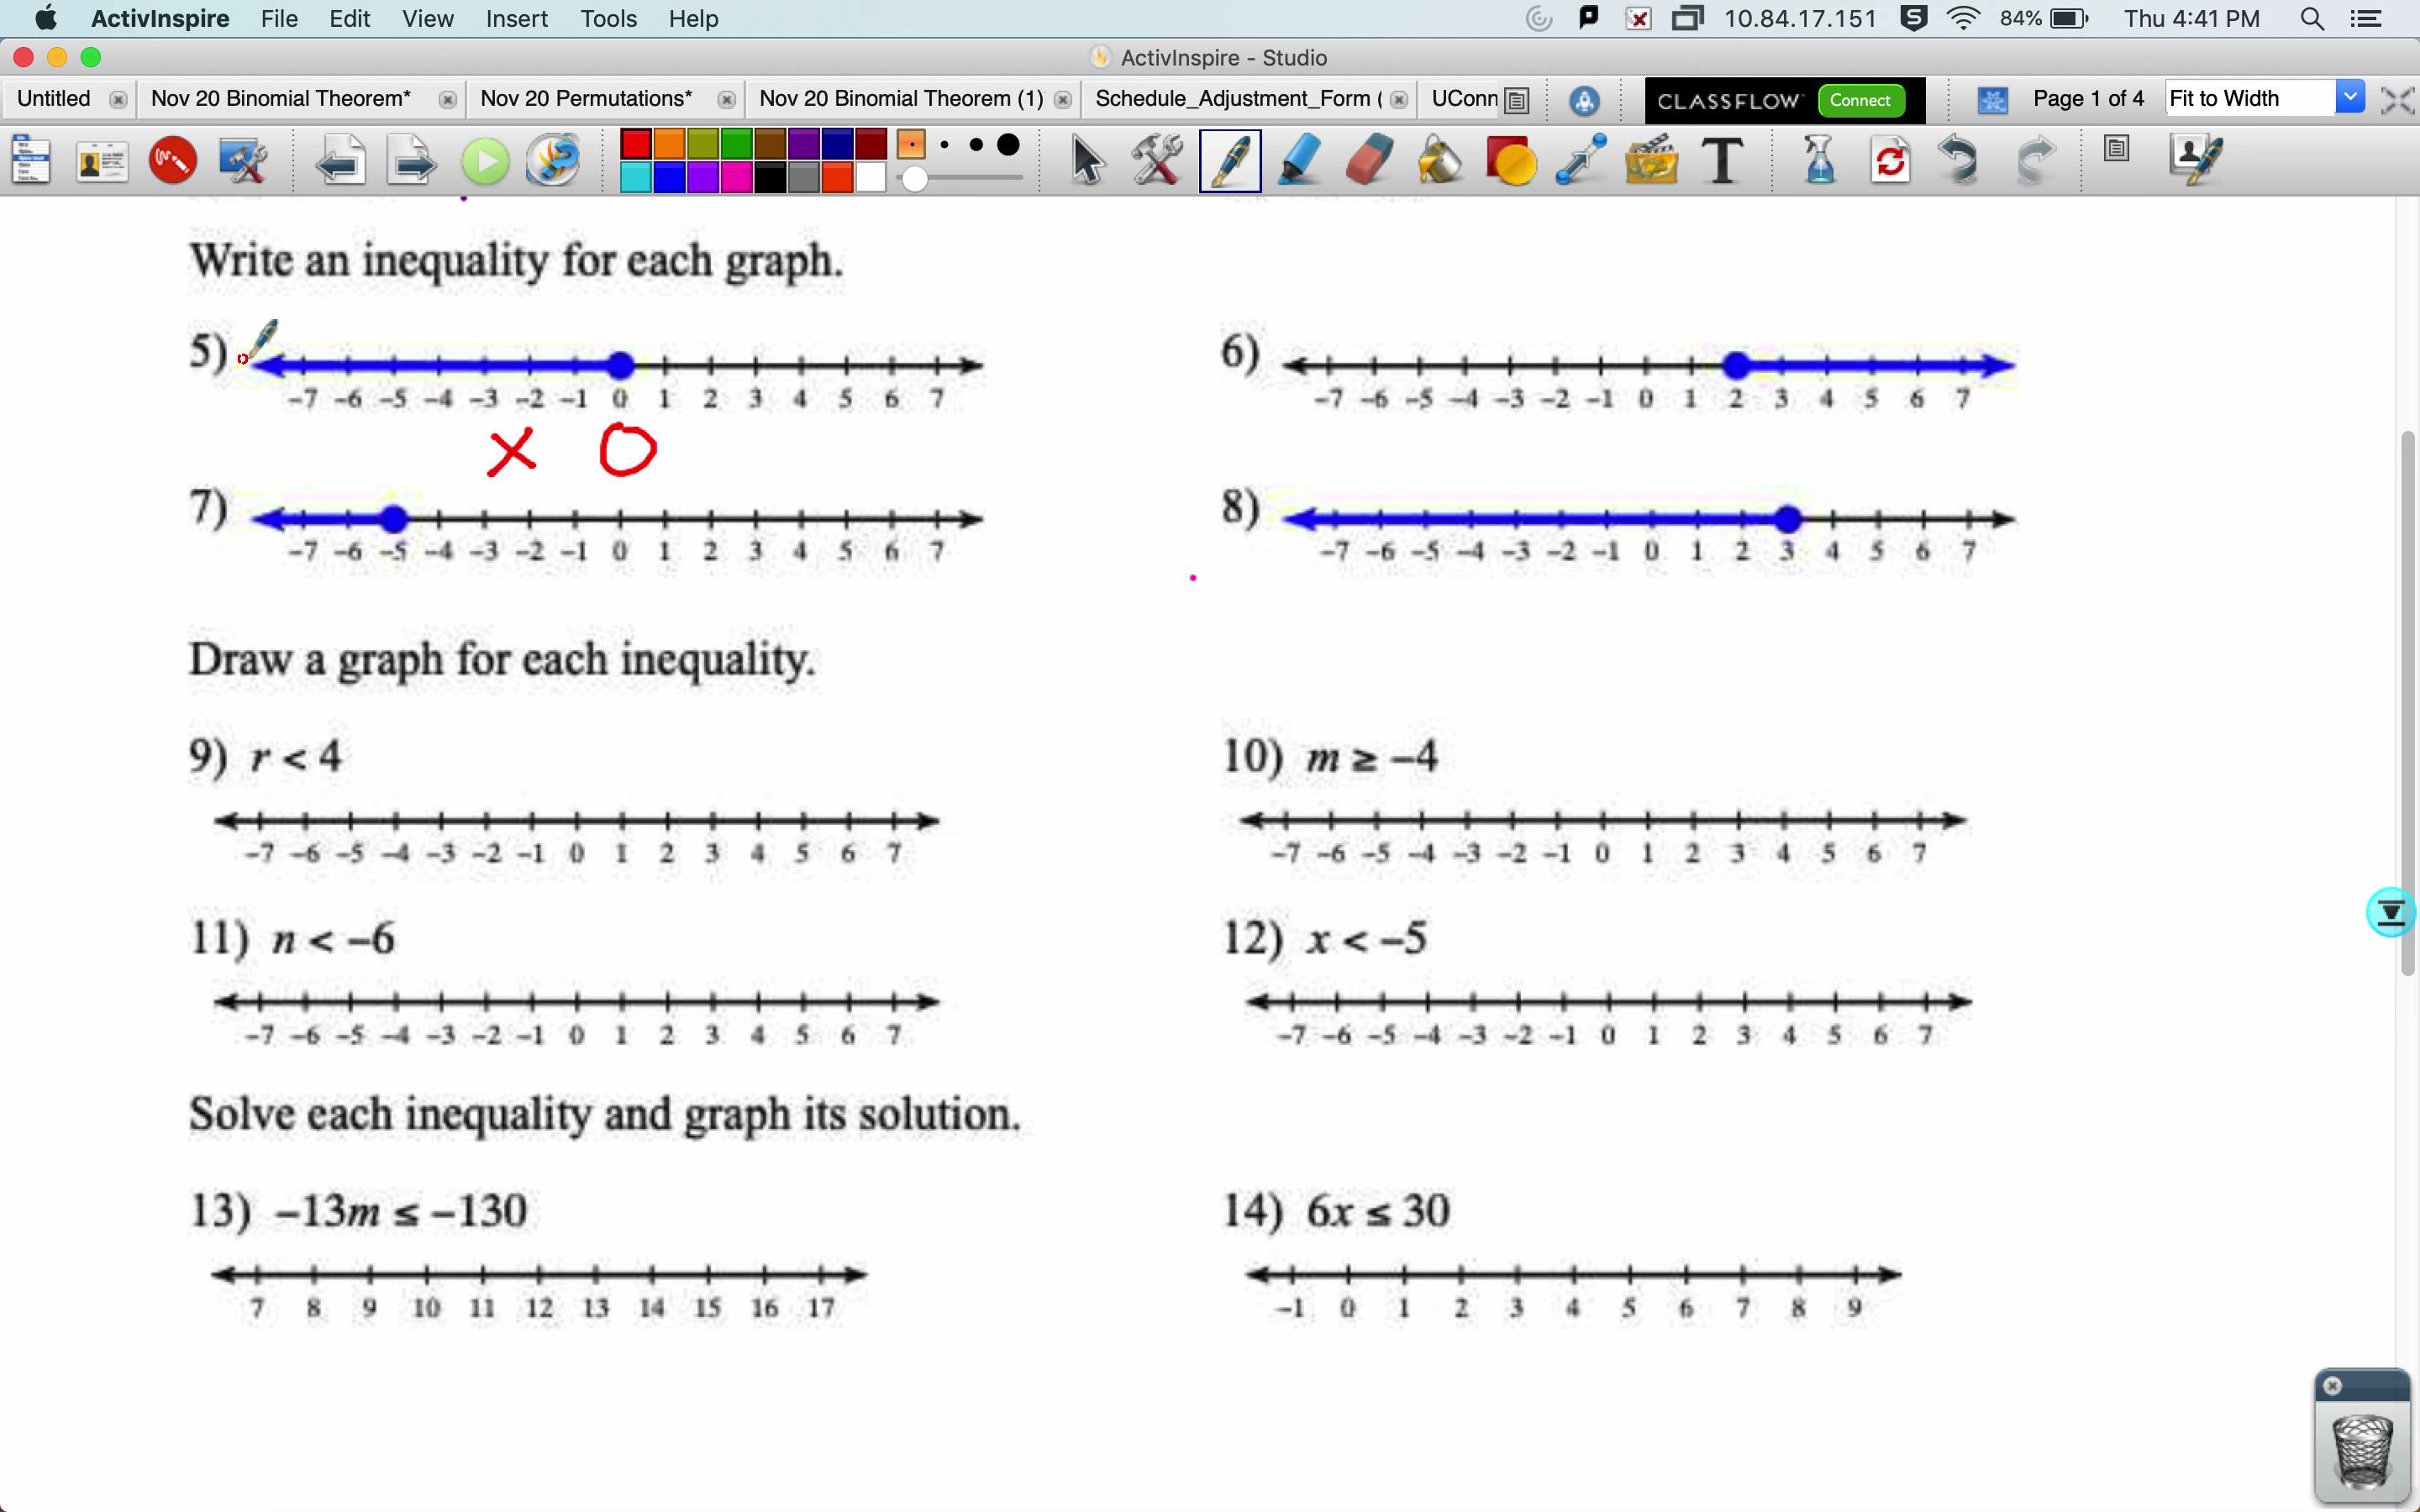 ActivInspire File Edit View Insert Tools Help 10.84.17.151 84% Thu 4:41 PM
ActivInspire - Studio
Untitled Nov 20 Binomial Theorem* Nov 20 Permutations* Nov 20 Binomial Theorem (1) Schedule_Adjustment_Form ( UConn CLASSFLOW Connect Page 1 of 4 Fit to Width
T
Write an inequality for each graph.
5) 6)
-7 -6 -5 -4 -3 -2 -1 0 1 2 3 4 5 6 7 -7 -6 -5 -4 -3 -2 -1 0 1 2 3 4 5 6 7
x 0
7) 8)
-7 -6 -5 -4 -3 -2 -1 0 1 2 3 4 5 6 7 -7 -6 -5 -4 -3 -2 -1 0 1 2 3 4 5 6 7
Draw a graph for each inequality.
9) r < 4 10) m ≥ -4
-7 -6 -5 -4 -3 -2 -1 0 1 2 3 4 5 6 7 -7 -6 -5 -4 -3 -2 -1 0 1 2 3 4 5 6 7
11) n < -6 12) x < -5
-7 -6 -5 -4 -3 -2 -1 0 1 2 3 4 5 6 7 -7 -6 -5 -4 -3 -2 -1 0 1 2 3 4 5 6 7
Solve each inequality and graph its solution.
13) -13m ≤ -130 14) 6x ≤ 30
7 8 9 10 11 12 13 14 15 16 17 -1 0 1 2 3 4 5 6 7 8 9